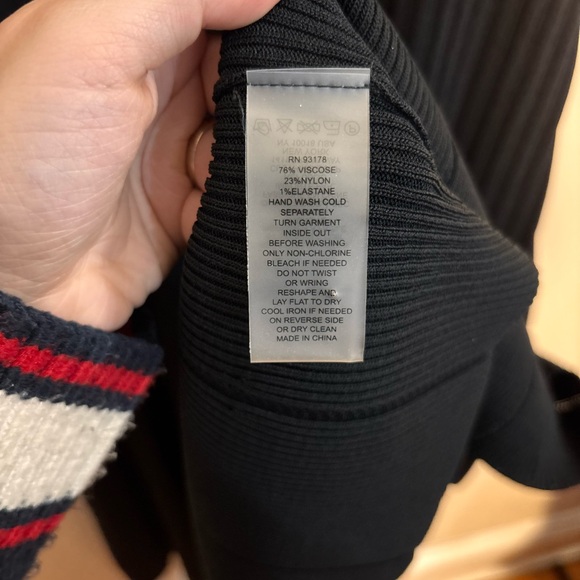 RN 93178
76% VISCOSE
23%NYLON
1%ELASTANE
HAND WASH COLD
SEPARATELY
TURN GARMENT
INSIDE OUT
BEFORE WASHING
ONLY NON-CHLORINE
BLEACH IF NEEDED
DO NOT TWIST
OR WRING
RESHAPE AND
LAY FLAT TO DRY
COOL IRON IF NEEDED
ON REVERSE SIDE
OR DRY CLEAN
MADE IN CHINA